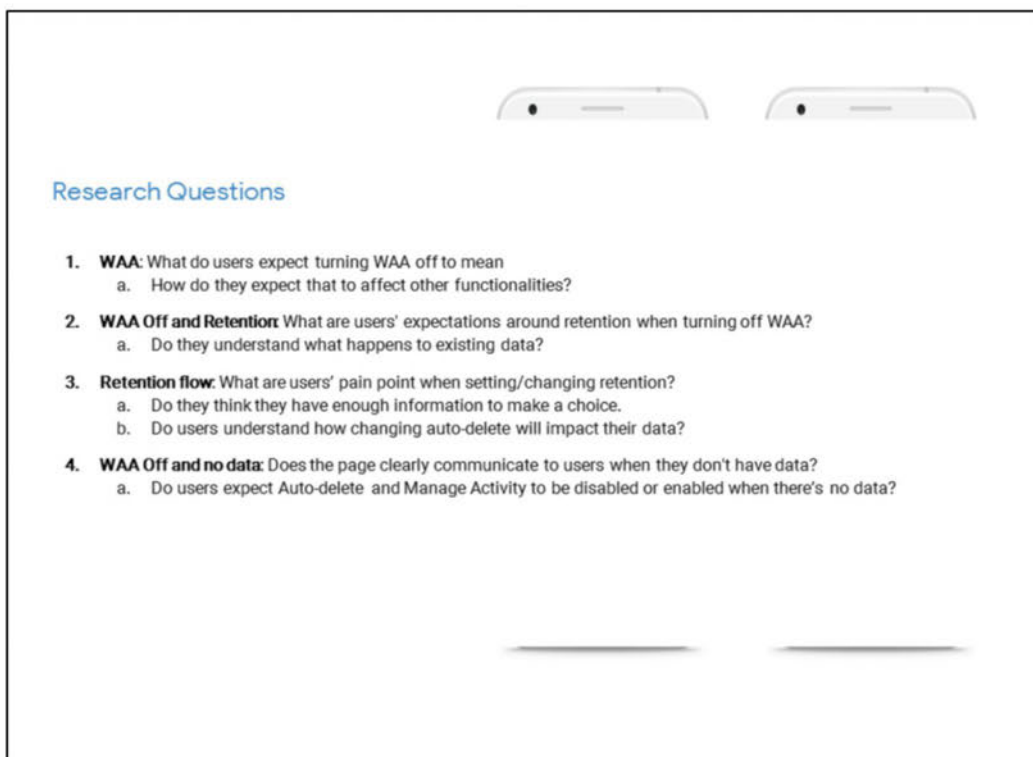 Research Questions
1. WAA: What do users expect turning WAA off to mean
a. How do they expect that to affect other functionalities?
2. WAA Off and Retention: What are users' expectations around retention when turning off WAA?
a. Do they understand what happens to existing data?
3. Retention flow: What are users' pain point when setting/changing retention?
a. Do they think they have enough information to make a choice.
b. Do users understand how changing auto-delete will impact their data?
4. WAA Off and no data: Does the page clearly communicate to users when they don't have data?
a. Do users expect Auto-delete and Manage Activity to be disabled or enabled when there's no data?